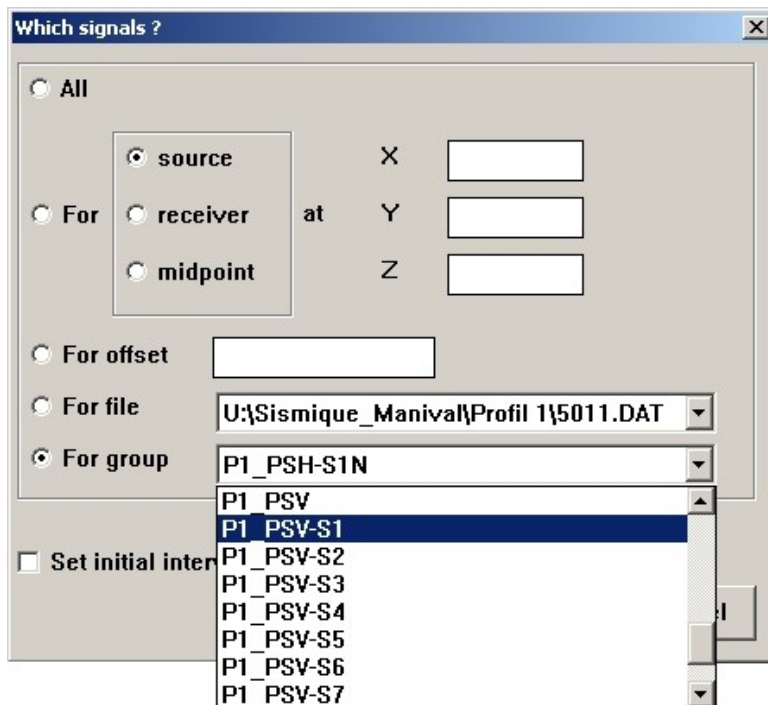 Which signals ?
All
source X
For receiver at Y
midpoint Z
For offset
For file U:\Sismique_Manival\Profil 1\5011.DAT
For group P1_PSH-S1N
P1_PSV
P1_PSV-S1
Set initial P1_PSV-S2
P1_PSV-S3
P1_PSV-S4
P1_PSV-S5
P1_PSV-S6
P1_PSV-S7